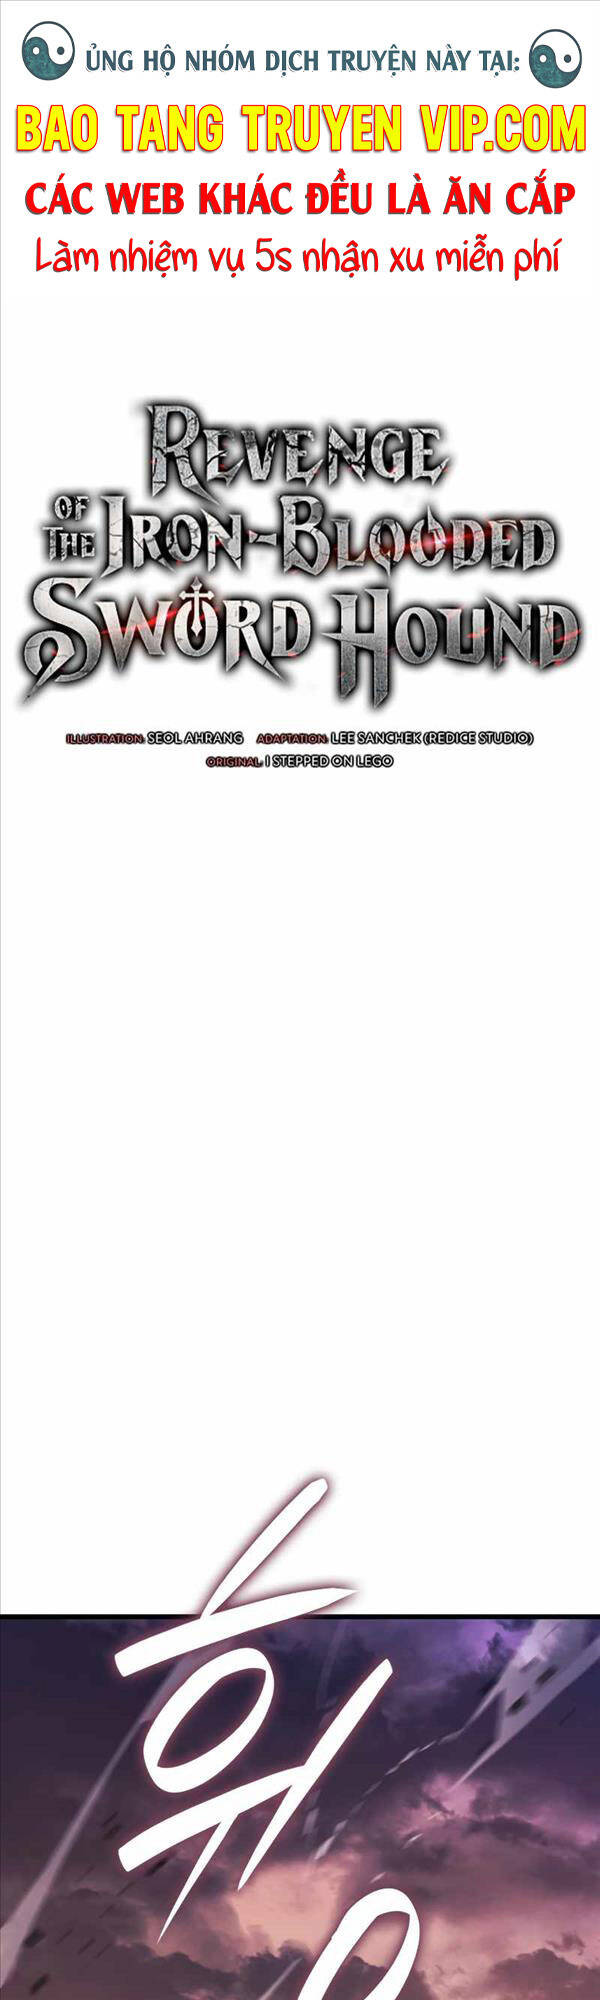 ỦNG HỘ NHÓM DỊCH TRUYỆN NÀY TẠI:
BAO TANG TRUYEN VIP.COM
CÁC WEB KHÁC ĐỀU LÀ ĂN CẮP
Làm nhiệm vụ 5s nhận xu miễn phí
REVENGE
OF THE IRON-BLOODED
SWORD HOUND
ILLUSTRATION: SEOL AHRANG ADAPTATION: LEE SANCHEK (REDICE STUDIO)
ORIGINAL: I STEPPED ON LEGO
휘